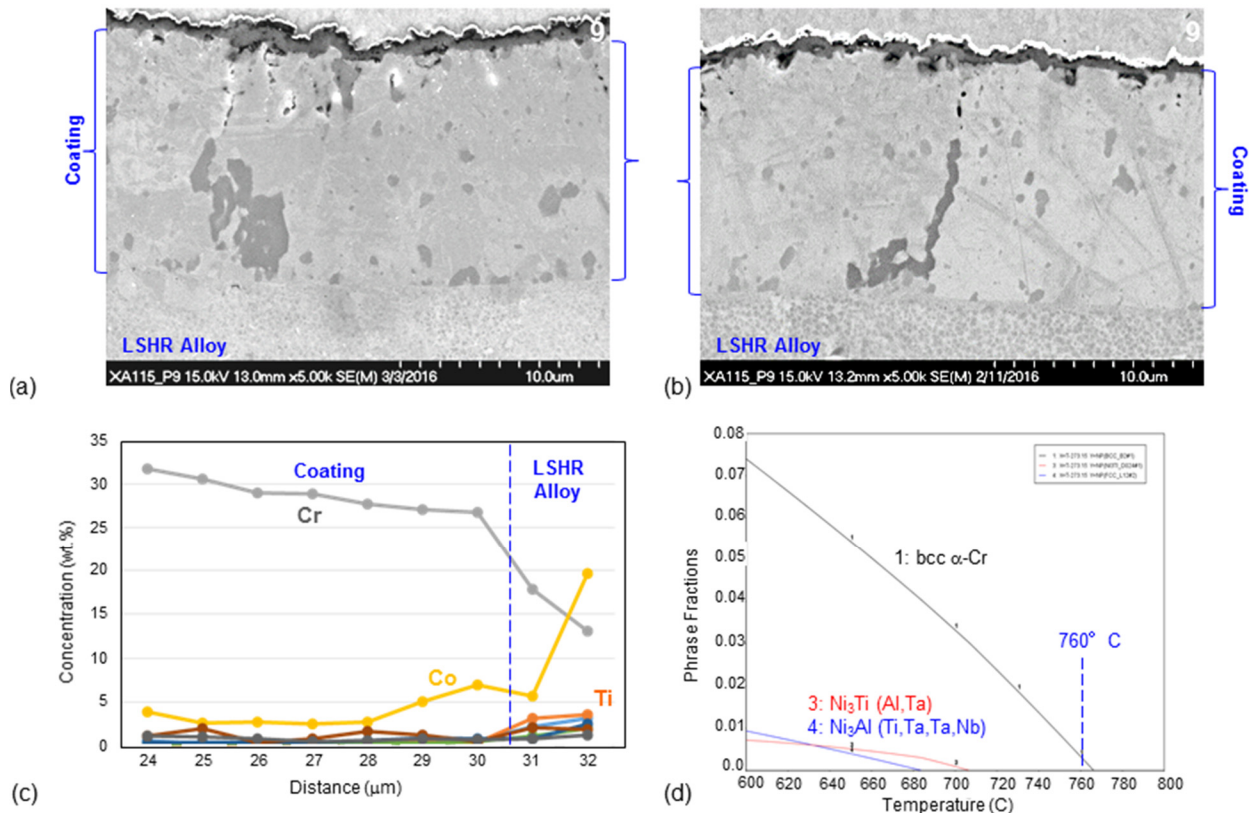 9
Coating
LSHR Alloy
XA115_P9 15.0kV 13.0mm x5.00k SE(M) 3/3/2016 10.0um
(a)
9
Coating
LSHR Alloy
XA115_P9 15.0kV 13.2mm x5.00k SE(M) 2/11/2016 10.0um
(b)
35
30
25
20
15
10
5
0
Concentration (wt.%)
Coating
LSHR
Alloy
Cr
Co
Ti
24 25 26 27 28 29 30 31 32
Distance (μm)
(c)
0.08
0.07
0.06
0.05
0.04
0.03
0.02
0.01
0.0
Phrase Fractions
1: bcc α-Cr
760° C
3: Ni₃Ti (Al,Ta)
4: Ni₃Al (Ti,Ta,Ta,Nb)
600 620 640 660 680 700 720 740 760 780 800
Temperature (C)
(d)